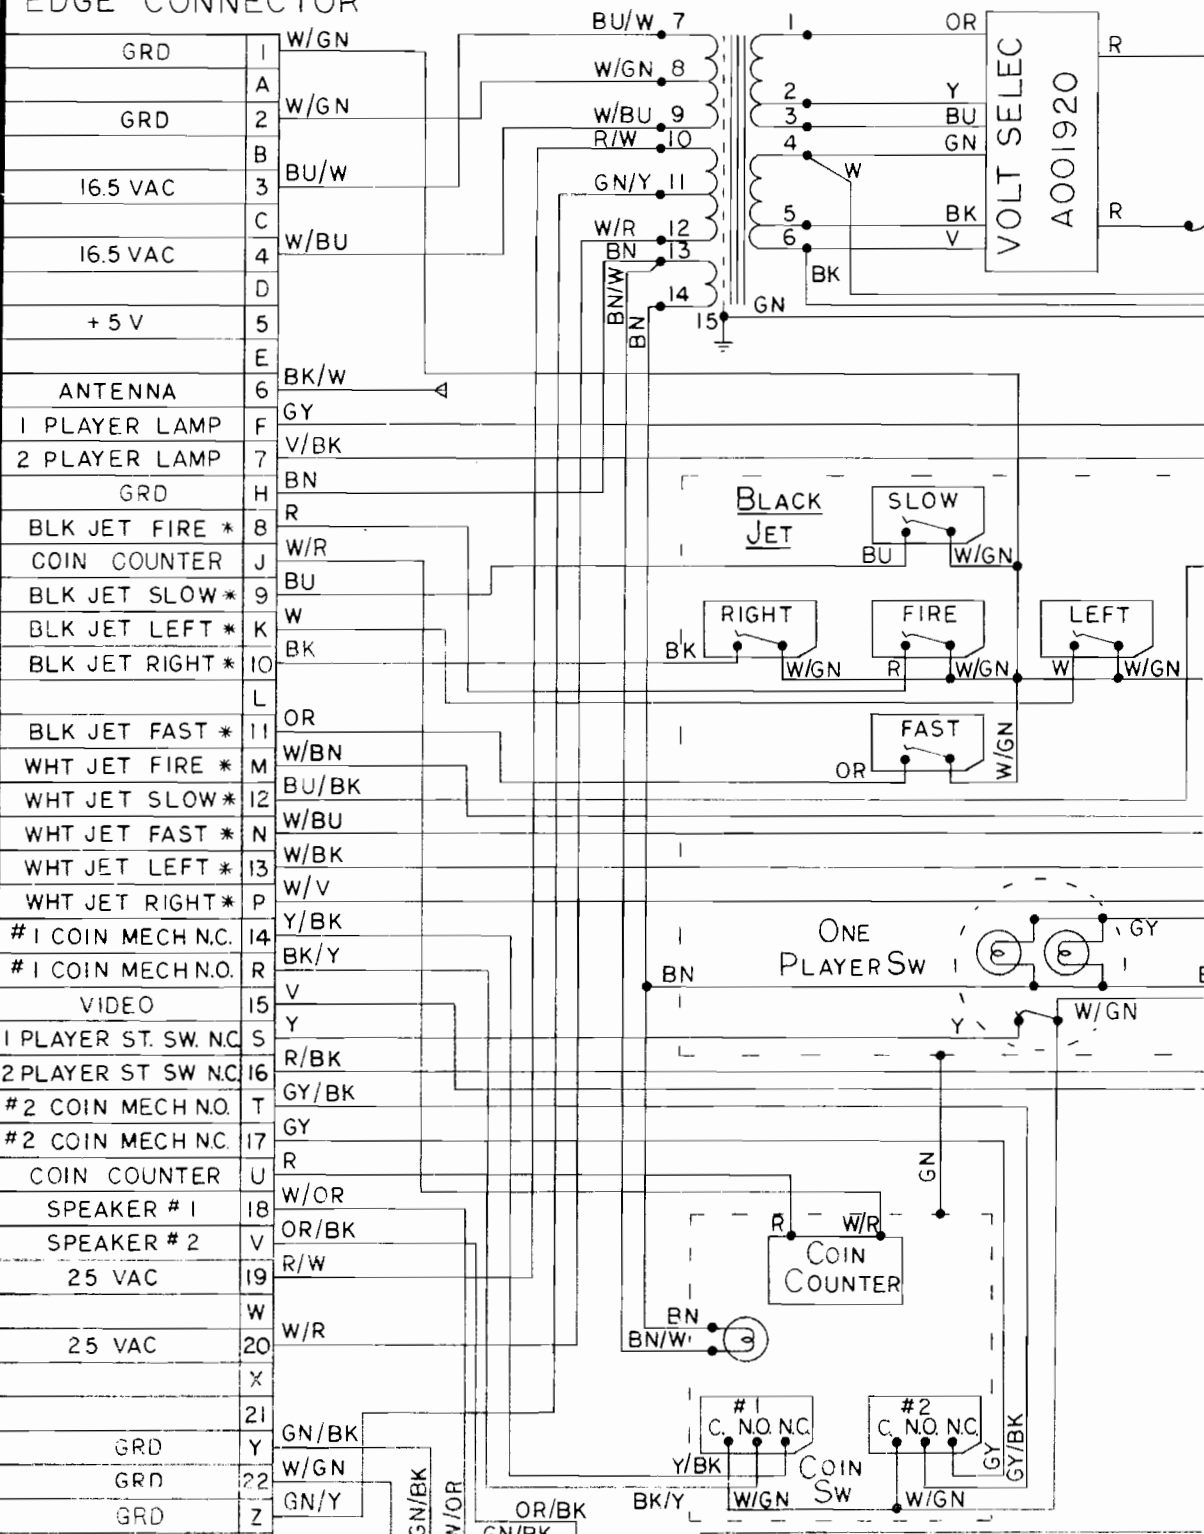 EDGE CONNECTOR
GRD 1 W/GN
A
GRD 2 W/GN
B
16.5 VAC 3 BU/W
C
16.5 VAC 4 W/BU
D
+ 5 V 5
E
ANTENNA 6 BK/W
1 PLAYER LAMP F GY
2 PLAYER LAMP 7 V/BK
GRD H BN
BLK JET FIRE * 8 R
COIN COUNTER J W/R
BLK JET SLOW * 9 BU
BLK JET LEFT * K W
BLK JET RIGHT * 10 BK
L
BLK JET FAST * 11 OR
WHT JET FIRE * M W/BN
WHT JET SLOW * 12 BU/BK
WHT JET FAST * N W/BU
WHT JET LEFT * 13 W/BK
WHT JET RIGHT * P W/V
#1 COIN MECH N.C. 14 Y/BK
#1 COIN MECH N.O. R BK/Y
VIDEO 15 V
1 PLAYER ST. SW. N.C S Y
2 PLAYER ST SW N.C 16 R/BK
#2 COIN MECH N.O. T GY/BK
#2 COIN MECH N.C. 17 GY
COIN COUNTER U R
SPEAKER #1 18 W/OR
SPEAKER #2 V OR/BK
25 VAC 19 R/W
W
25 VAC 20 W/R
X
21
GRD Y GN/BK
GRD 22 W/GN
GRD Z GN/Y
BU/W 7
W/GN 8
W/BU 9
R/W 10
GN/Y 11
W/R 12
BN 13
14
15
BN/W
BN
GN
1 OR
2 Y
3 BU
4 GN
W
5 BK
6 V
BK
VOLT SELEC
A001920
R
R
BLACK
JET
SLOW
BU W/GN
RIGHT
BK W/GN
FIRE
R W/GN
LEFT
W W/GN
FAST
OR
W/GN
ONE
PLAYER SW
BN
GY
Y
W/GN
GN
R W/R
COIN
COUNTER
BN
BN/W
#1
C. N.O. N.C.
#2
C. N.O. N.C.
Y/BK
COIN
SW
BK/Y
W/GN
W/GN
GY
GY/BK
GN/BK
W/OR
OR/BK
GN/BK